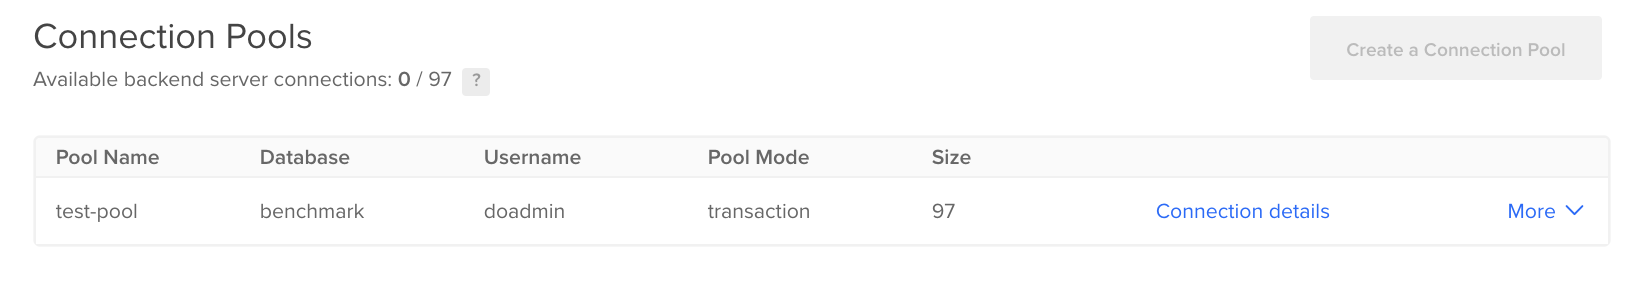 Connection Pools
Create a Connection Pool
Available backend server connections: 0 / 97 ?
Pool Name Database Username Pool Mode Size
test-pool benchmark doadmin transaction 97 Connection details More